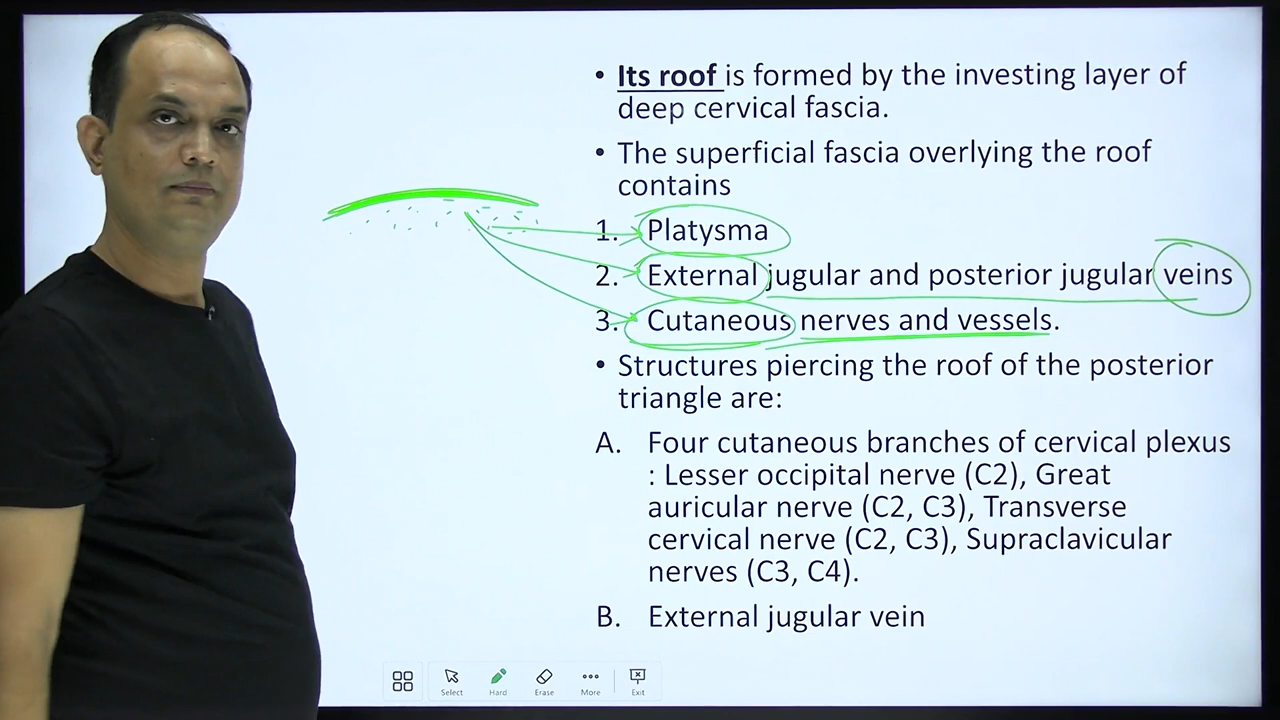 • Its roof is formed by the investing layer of
deep cervical fascia.
• The superficial fascia overlying the roof
contains
1. Platysma
2. External jugular and posterior jugular veins
3. Cutaneous nerves and vessels.
• Structures piercing the roof of the posterior
triangle are:
A. Four cutaneous branches of cervical plexus
: Lesser occipital nerve (C2), Great
auricular nerve (C2, C3), Transverse
cervical nerve (C2, C3), Supraclavicular
nerves (C3, C4).
B. External jugular vein
Select Hard Erase More Exit